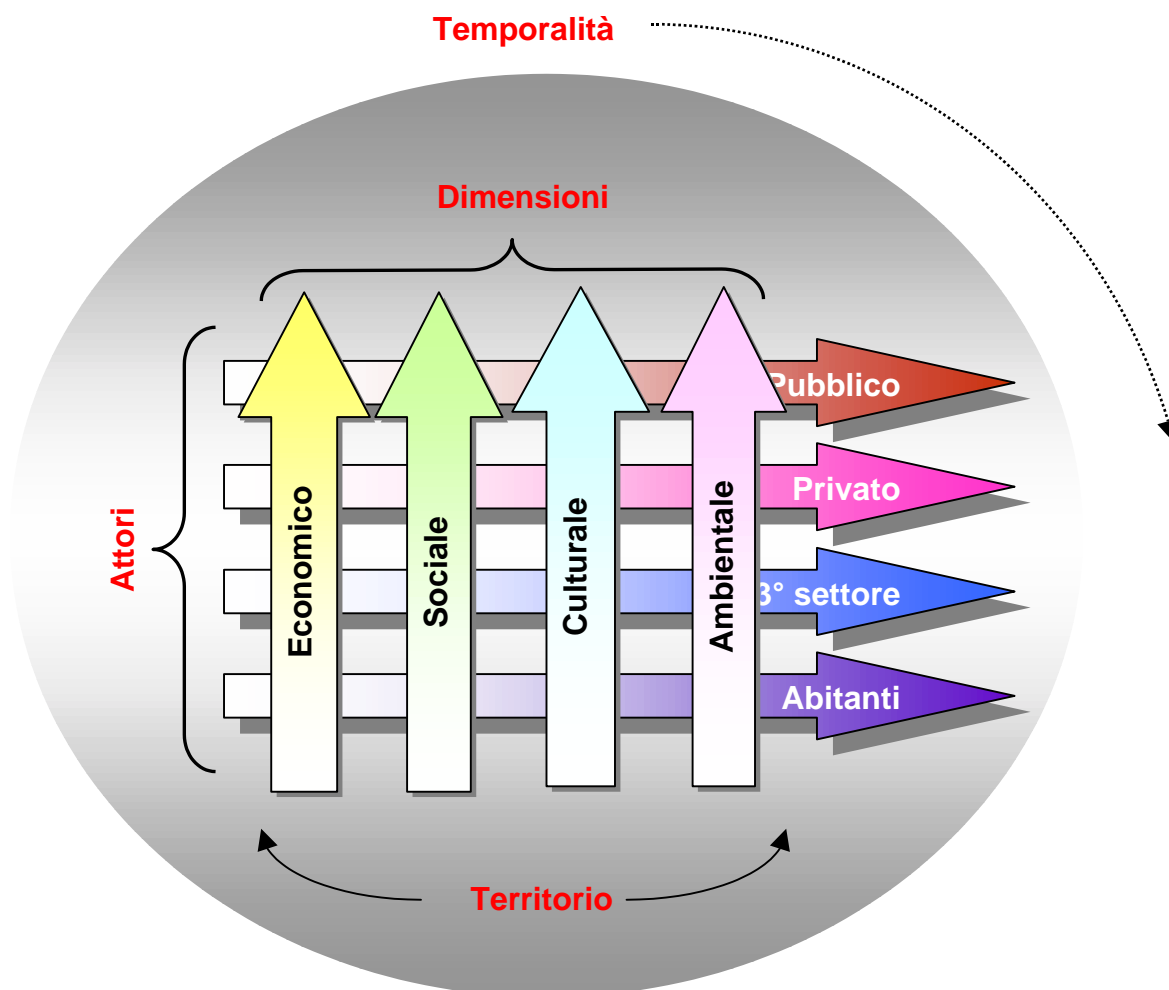 Temporalità
Dimensioni
Attori
Economico
Sociale
Culturale
Ambientale
Pubblico
Privato
3° settore
Abitanti
Territorio